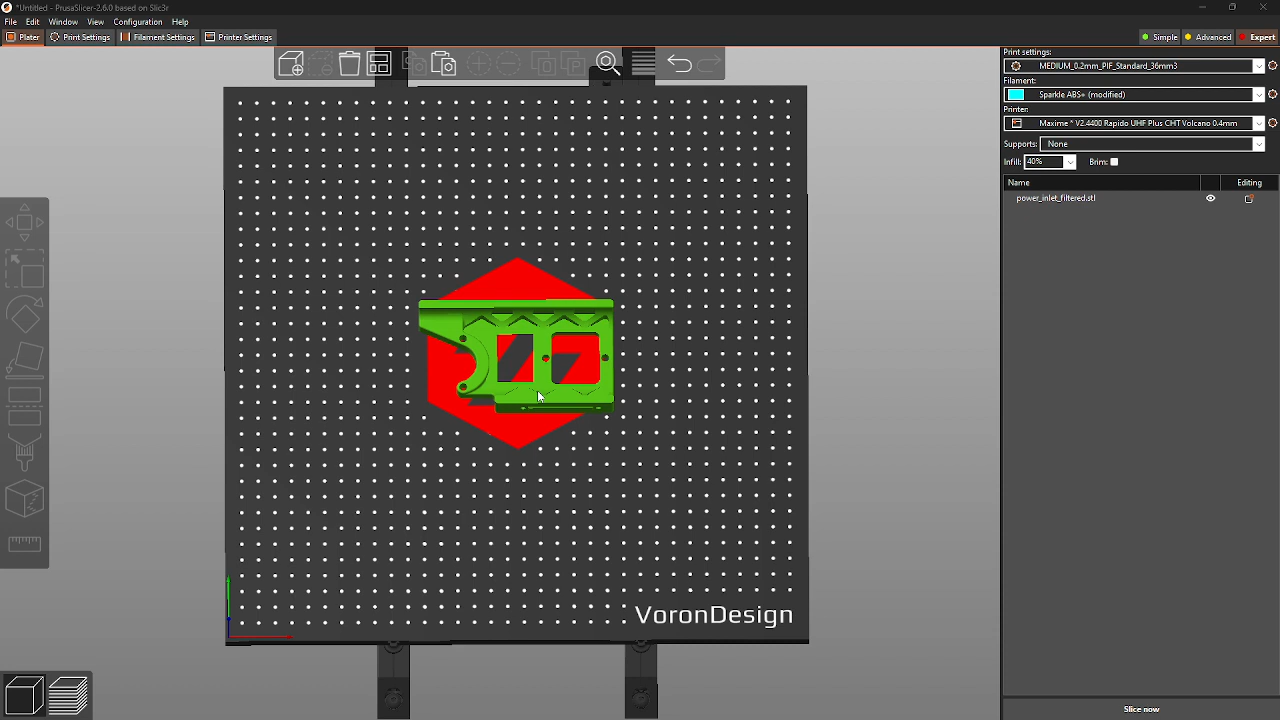 *Untitled - PrusaSlicer-2.6.0 based on Slic3r
File Edit Window View Configuration Help
Plater Print Settings Filament Settings Printer Settings Simple Advanced Expert
Print settings:
MEDIUM_0.2mm_PIF_Standard_36mm3
Filament:
Sparkle ABS+ (modified)
Printer:
Maxime * V2.4400 Rapido UHF Plus CHT Volcano 0.4mm
Supports: None
Infill: 40% Brim:
Name Editing
power_inlet_filtered.stl
VoronDesign
Slice now